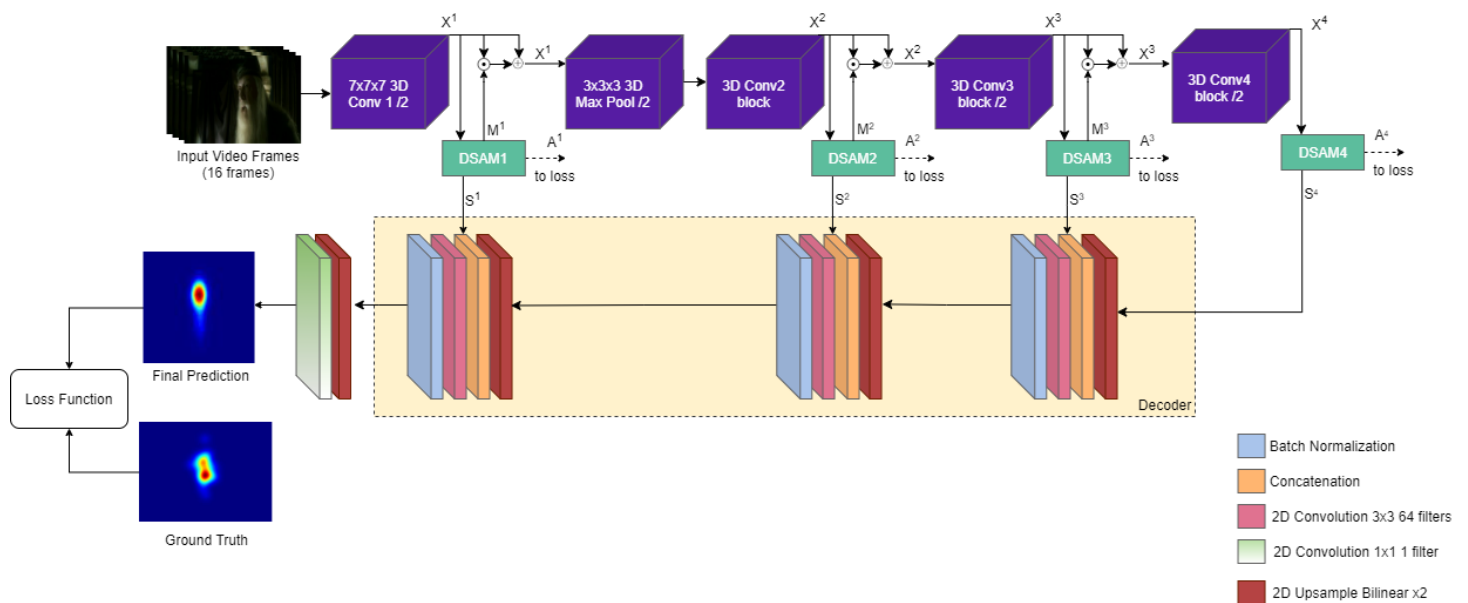 X1
X2
X3
X4
7x7x7 3D
Conv 1 /2
X1
3x3x3 3D
Max Pool /2
3D Conv2
block
X2
3D Conv3
block /2
X3
3D Conv4
block /2
Input Video Frames
(16 frames)
M1
DSAM1
A1
to loss
M2
DSAM2
A2
to loss
M3
DSAM3
A3
to loss
DSAM4
A4
to loss
S1
S2
S3
S4
Final Prediction
Loss Function
Ground Truth
Decoder
Batch Normalization
Concatenation
2D Convolution 3x3 64 filters
2D Convolution 1x1 1 filter
2D Upsample Bilinear x2